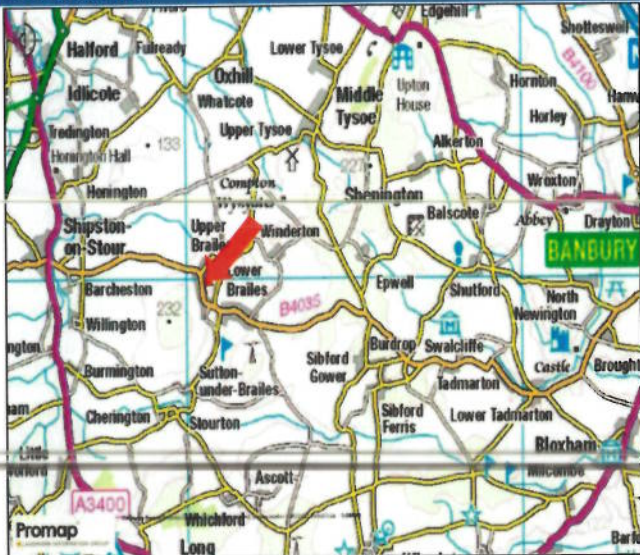 Edgehill
Shotteswell
Halford
Fulready
Lower Tysoe
B4100
Oxhill
Idlicote
Whatcote
Upton
House
Hornton
Middle
Tysoe
Horley
Tredington
133
Upper Tysoe
Alkerton
Honington Hall
221
Honington
Compton
Wynyates
Shenington
Wroxton
Balscote
Abbey
Drayton
Shipston-
on-Stour
Upper
Winderton
BANBURY
Lower
Brailes
Epwell
Shutford
Barcheston
232
B4035
North
Newington
Willington
Burdrop
Swalcliffe
Castle
Burmington
Sutton-
under-Brailes
Sibford
Gower
Tadmarton
Cherington
Stourton
Sibford
Ferris
Lower Tadmarton
Bloxham
Milcombe
Ascott
A3400
Whichford
Promap
Long